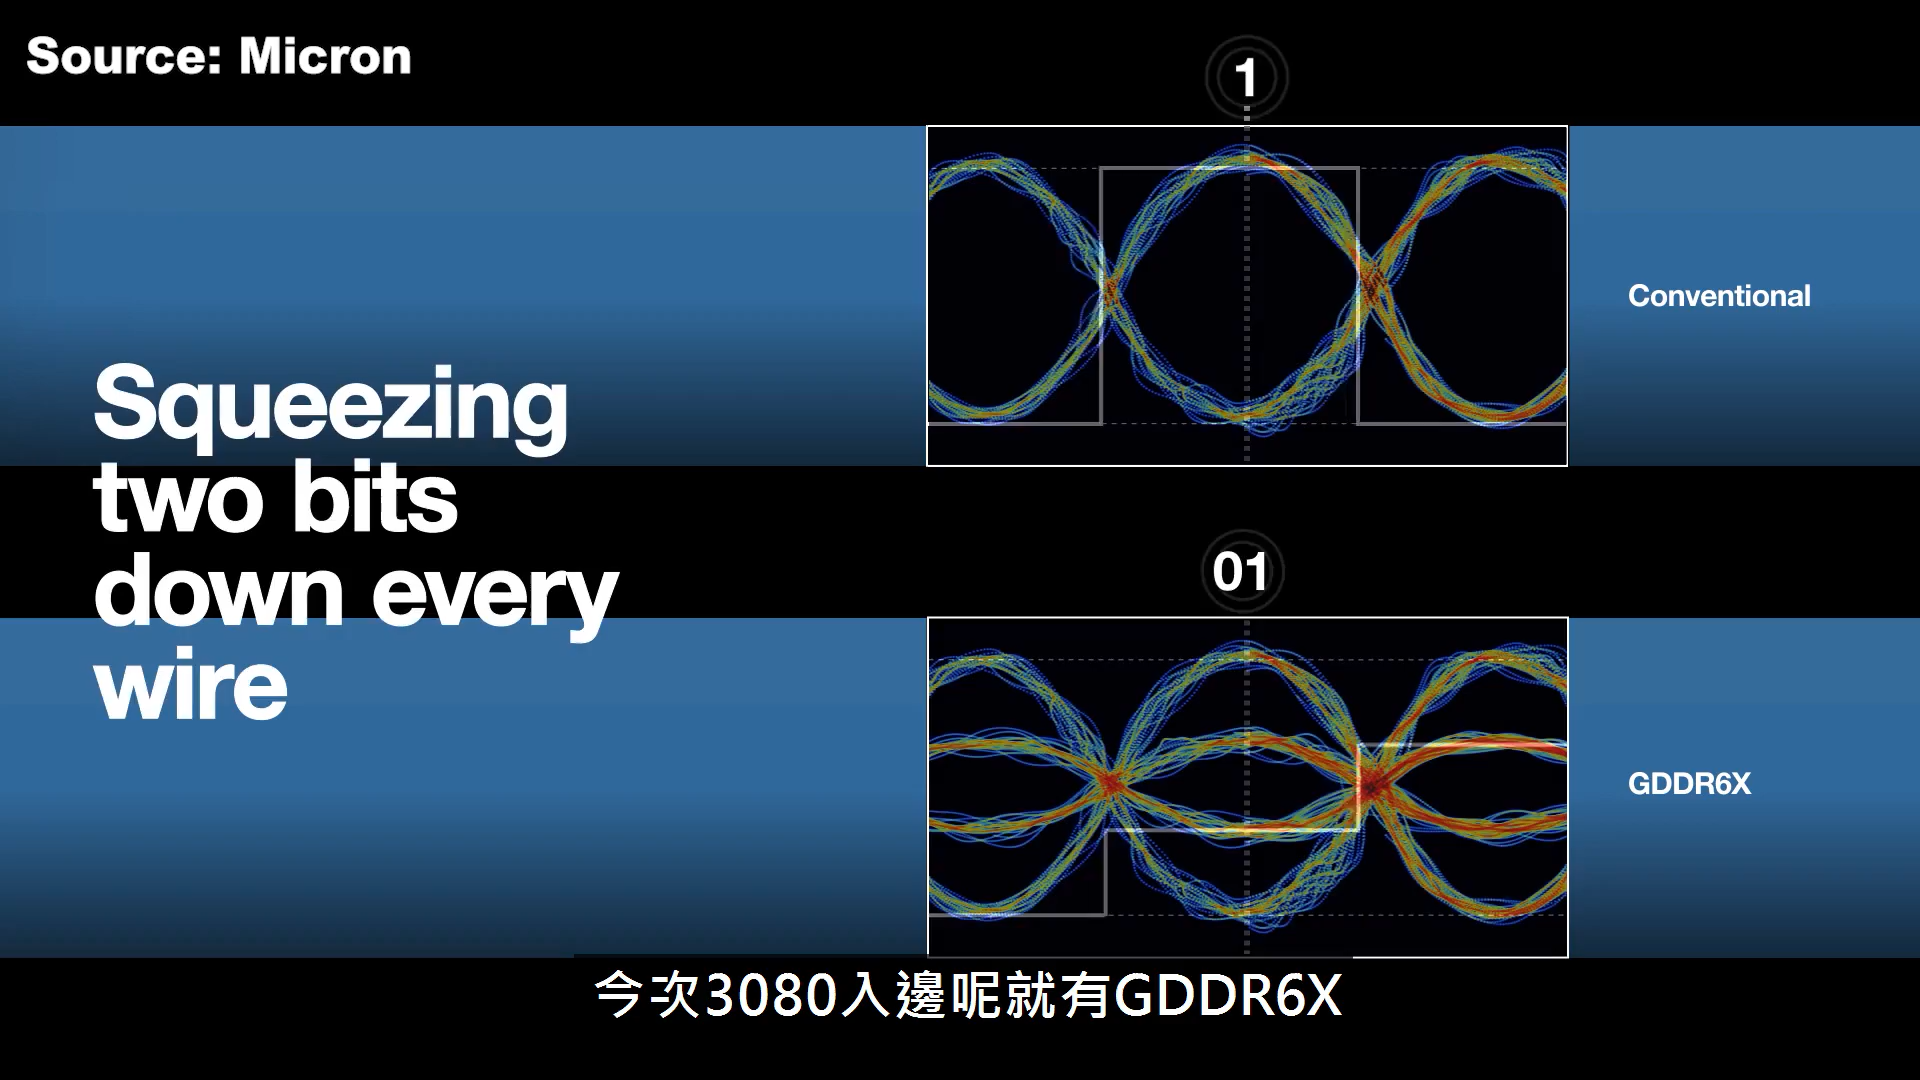 Source: Micron
1
Conventional
Squeezing
two bits
down every
wire
01
GDDR6X
今次3080入邊呢就有GDDR6X